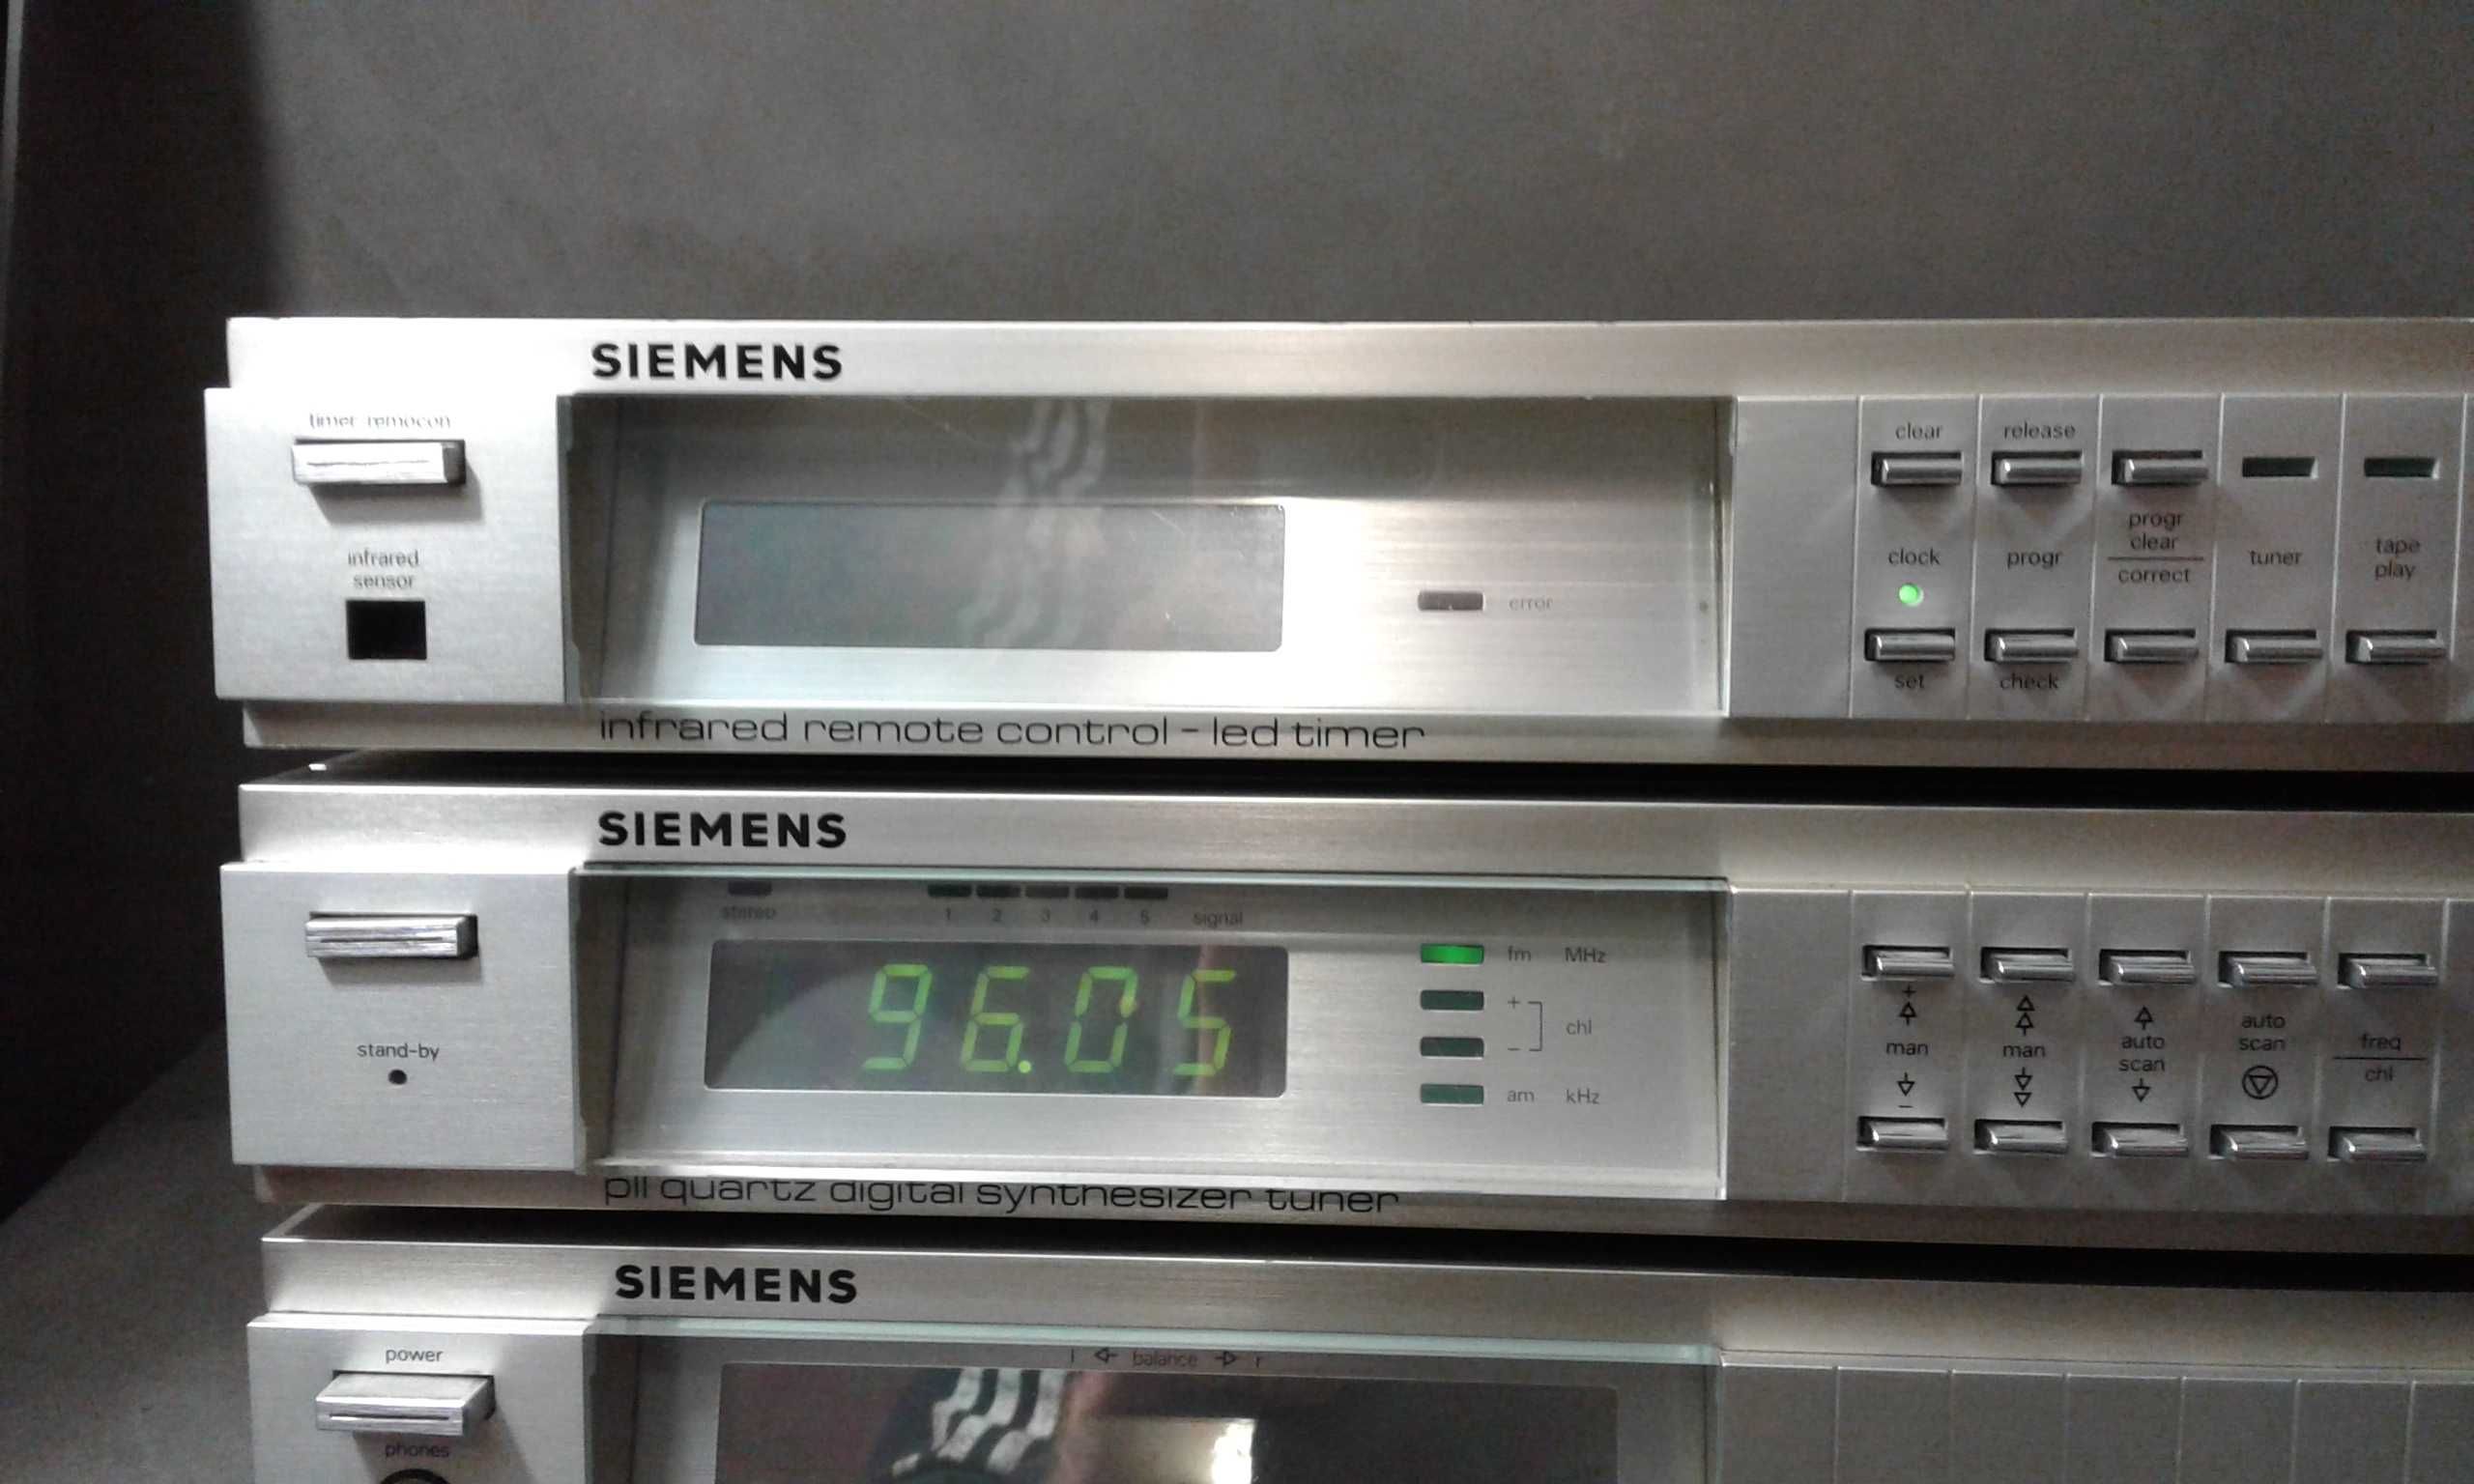 SIEMENS
timer remocon
infrared
sensor
error
infrared remote control - led timer
clear
release
clock
progr
progr
clear
correct
tuner
tape
play
set
check
SIEMENS
stereo
1 2 3 4 5 signal
stand-by
96.05
fm MHz
+
chl
-
am kHz
pll quartz digital synthesizer tuner
+
man
-
man
auto
scan
auto
scan
freq
chl
SIEMENS
power
phones
l balance r